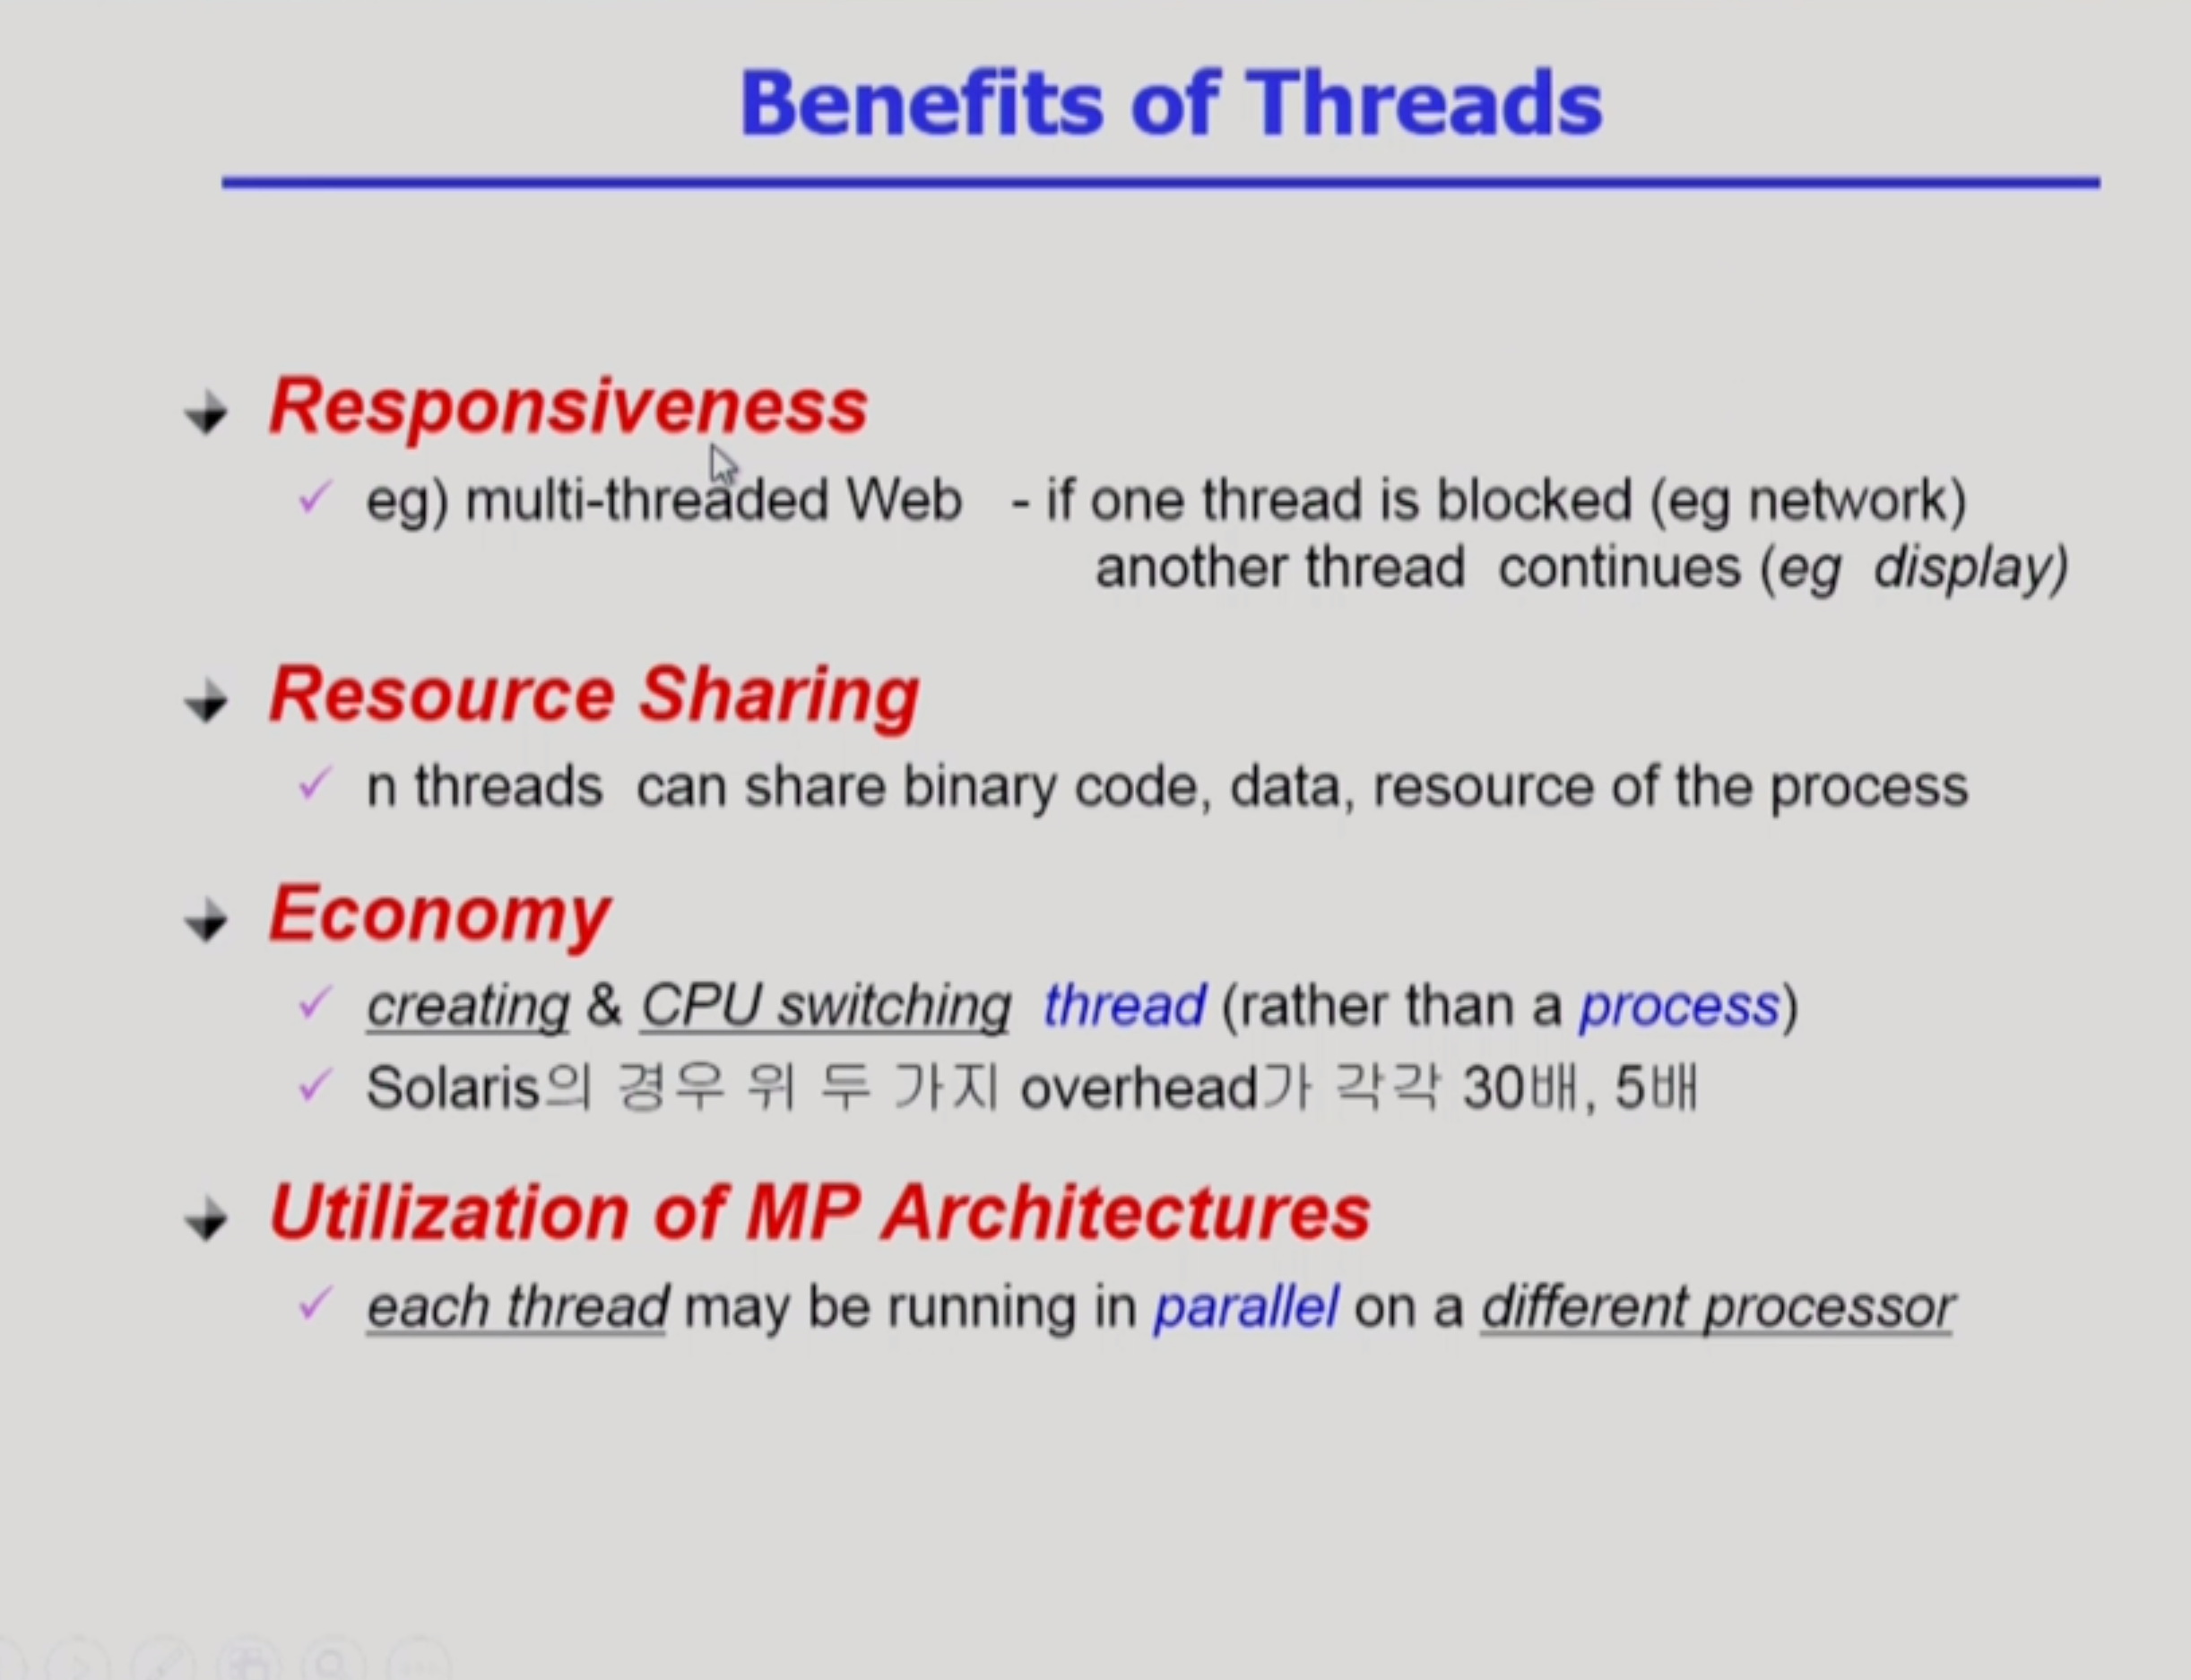 Benefits of Threads
Responsiveness
eg) multi-threaded Web - if one thread is blocked (eg network)
another thread continues (eg display)
Resource Sharing
n threads can share binary code, data, resource of the process
Economy
creating & CPU switching thread (rather than a process)
Solaris의 경우 위 두 가지 overhead가 각각 30배, 5배
Utilization of MP Architectures
each thread may be running in parallel on a different processor